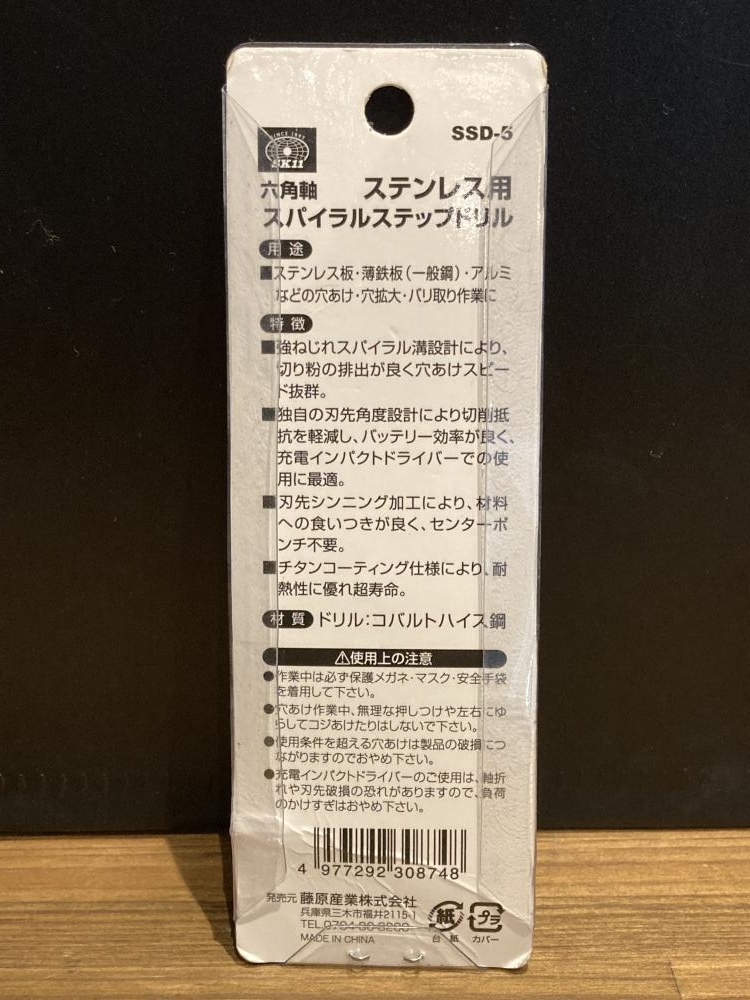 SSD-5
SINCE 1947
SK11
六角軸 ステンレス用
スパイラルステップドリル
用途
■ステンレス板・薄鉄板(一般鋼)・アルミ
などの穴あけ・穴拡大・バリ取り作業に
特徴
■強ねじれスパイラル溝設計により、
切り粉の排出が良く穴あけスピー
ド抜群。
■独自の刃先角度設計により切削抵
抗を軽減し、バッテリー効率が良く、
充電インパクトドライバーでの使
用に最適。
■刃先シンニング加工により、材料
への食いつきが良く、センターポ
ンチ不要。
■チタンコーティング仕様により、耐
熱性に優れ超寿命。
材質 ドリル:コバルトハイス鋼
⚠使用上の注意
●作業中は必ず保護メガネ・マスク・安全手袋
を着用して下さい。
●穴あけ作業中、無理な押しつけや左右にゆ
らしてコジあけたりはしないで下さい。
●使用条件を超える穴あけは製品の破損につ
ながりますのでおやめ下さい。
●充電インパクトドライバーのご使用は、軸折
れや刃先破損の恐れがありますので、負荷
のかけすぎはおやめ下さい。
4 977292 308748
発売元 藤原産業株式会社
兵庫県三木市福井2115-1
TEL.
MADE IN CHINA
紙
台紙
プラ
カバー